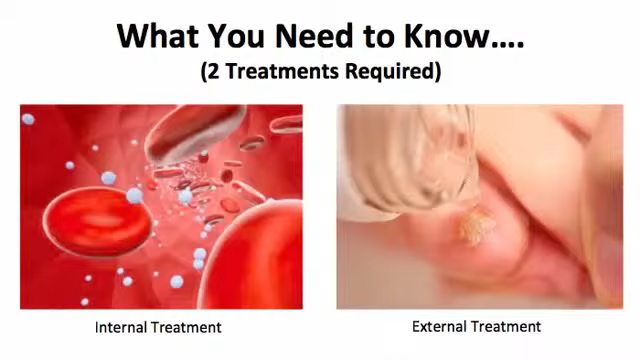 What You Need to Know….
(2 Treatments Required)
Internal Treatment
External Treatment